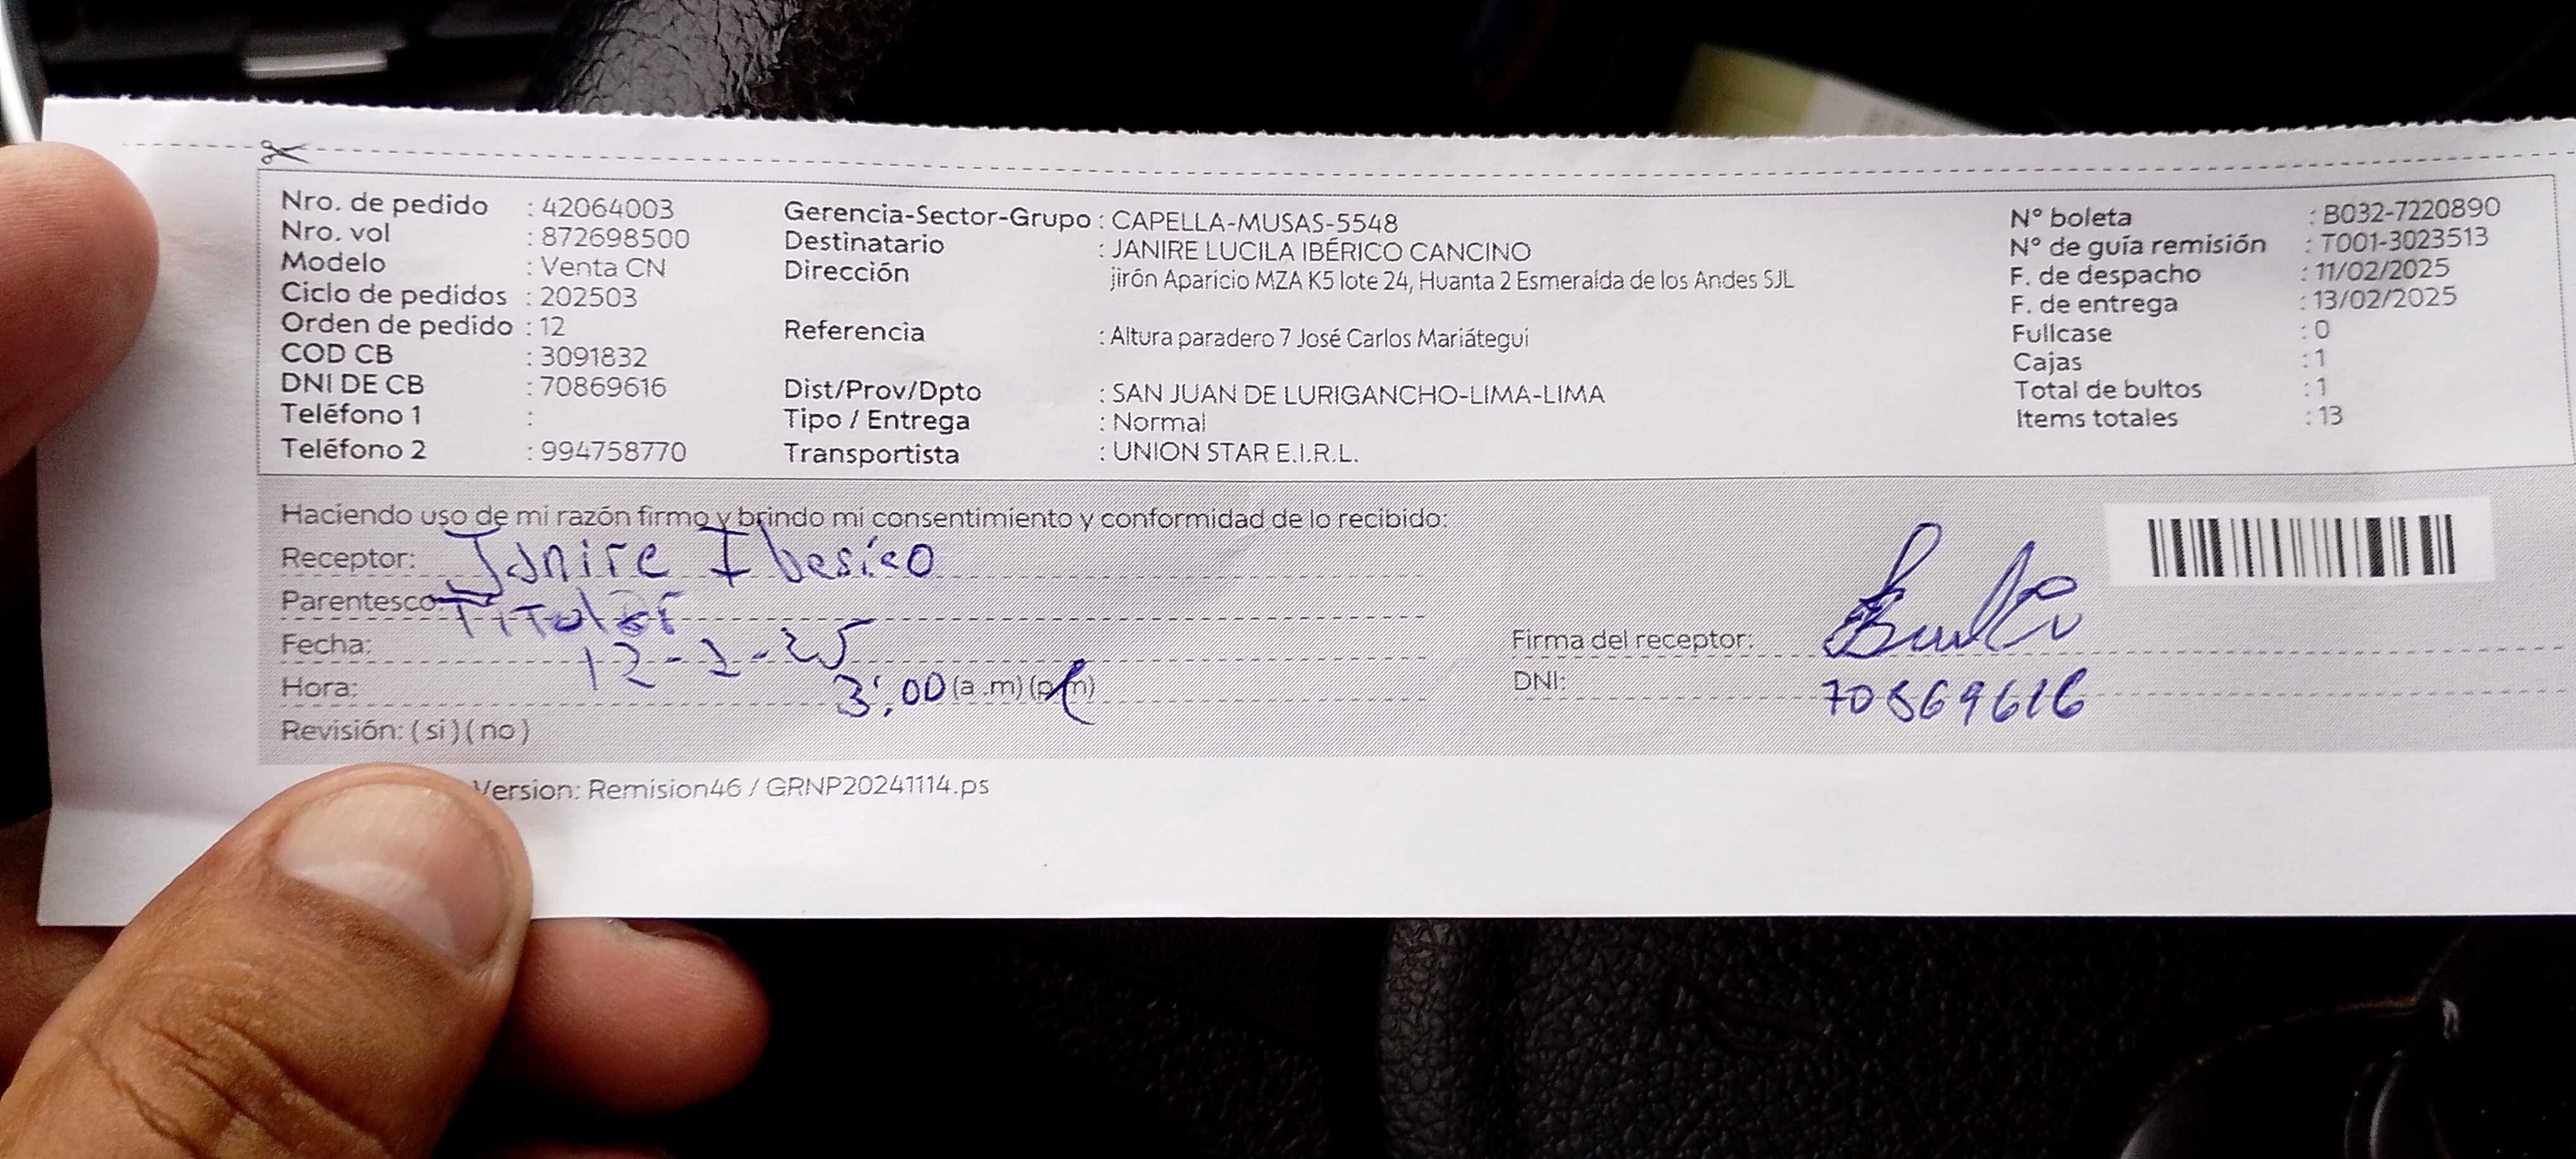 Nro. de pedido : 42064003 Gerencia-Sector-Grupo : CAPELLA-MUSAS-5548 N° boleta : B032-7220890
Nro. vol : 872698500 Destinatario : JANIRE LUCILA IBÉRICO CANCINO N° de guía remisión : T001-3023513
Modelo : Venta CN Dirección jirón Aparicio MZA K5 lote 24, Huanta 2 Esmeralda de los Andes SJL F. de despacho : 11/02/2025
Ciclo de pedidos : 202503 F. de entrega : 13/02/2025
Orden de pedido : 12 Referencia : Altura paradero 7 José Carlos Mariátegui Fullcase : 0
COD CB : 3091832 Cajas : 1
DNI DE CB : 70869616 Dist/Prov/Dpto : SAN JUAN DE LURIGANCHO-LIMA-LIMA Total de bultos : 1
Teléfono 1 : Tipo / Entrega : Normal Items totales : 13
Teléfono 2 : 994758770 Transportista : UNION STAR E.I.R.L.
Haciendo uso de mi razón firmo y brindo mi consentimiento y conformidad de lo recibido:
Receptor: Janire Iberico
Parentesco: Titular
Fecha: 12-2-25 Firma del receptor:
Hora: 3:00 (a .m) (p.m) DNI: 70869616
Revisión: ( si ) ( no )
Version: Remision46 / GRNP20241114.ps